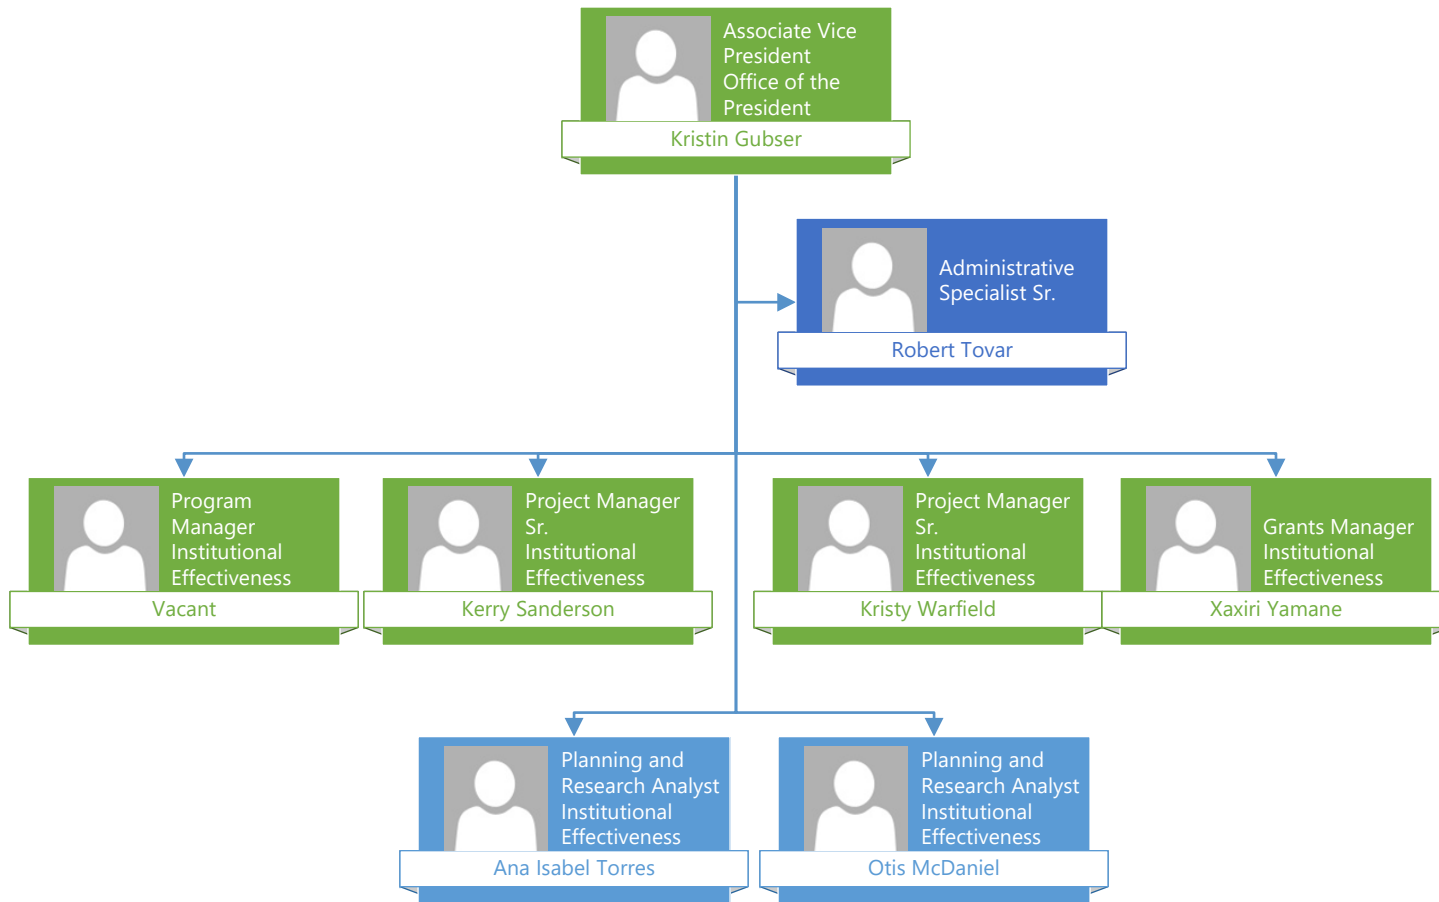 Associate Vice
President
Office of the
President
Kristin Gubser
Administrative
Specialist Sr.
Robert Tovar
Program
Manager
Institutional
Effectiveness
Vacant
Project Manager
Sr.
Institutional
Effectiveness
Kerry Sanderson
Project Manager
Sr.
Institutional
Effectiveness
Kristy Warfield
Grants Manager
Institutional
Effectiveness
Xaxiri Yamane
Planning and
Research Analyst
Institutional
Effectiveness
Ana Isabel Torres
Planning and
Research Analyst
Institutional
Effectiveness
Otis McDaniel